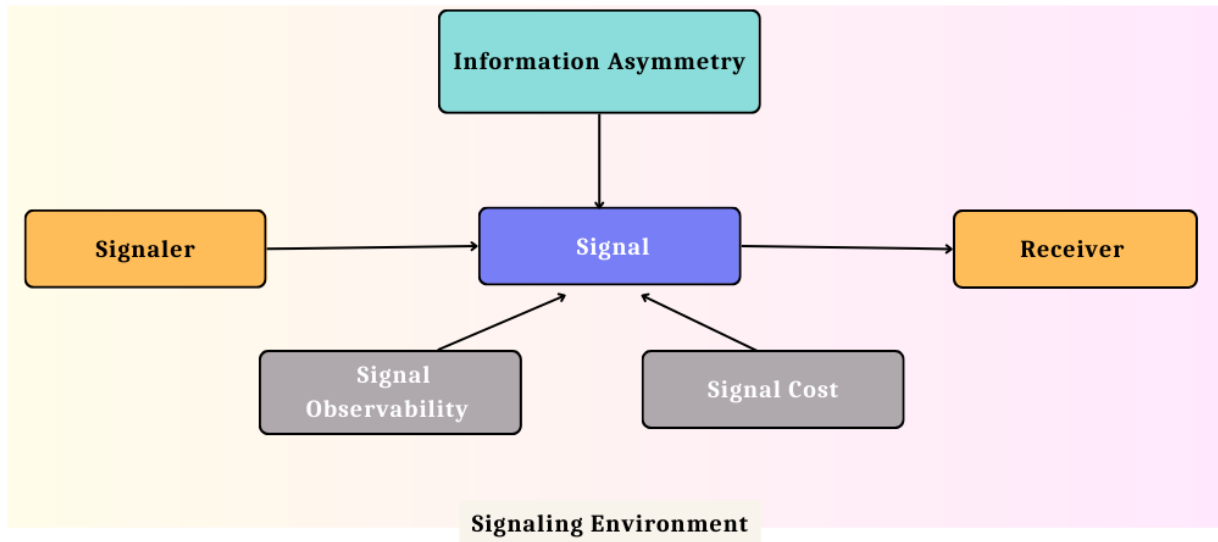 Information Asymmetry
Signaler
Signal
Receiver
Signal
Observability
Signal Cost
Signaling Environment